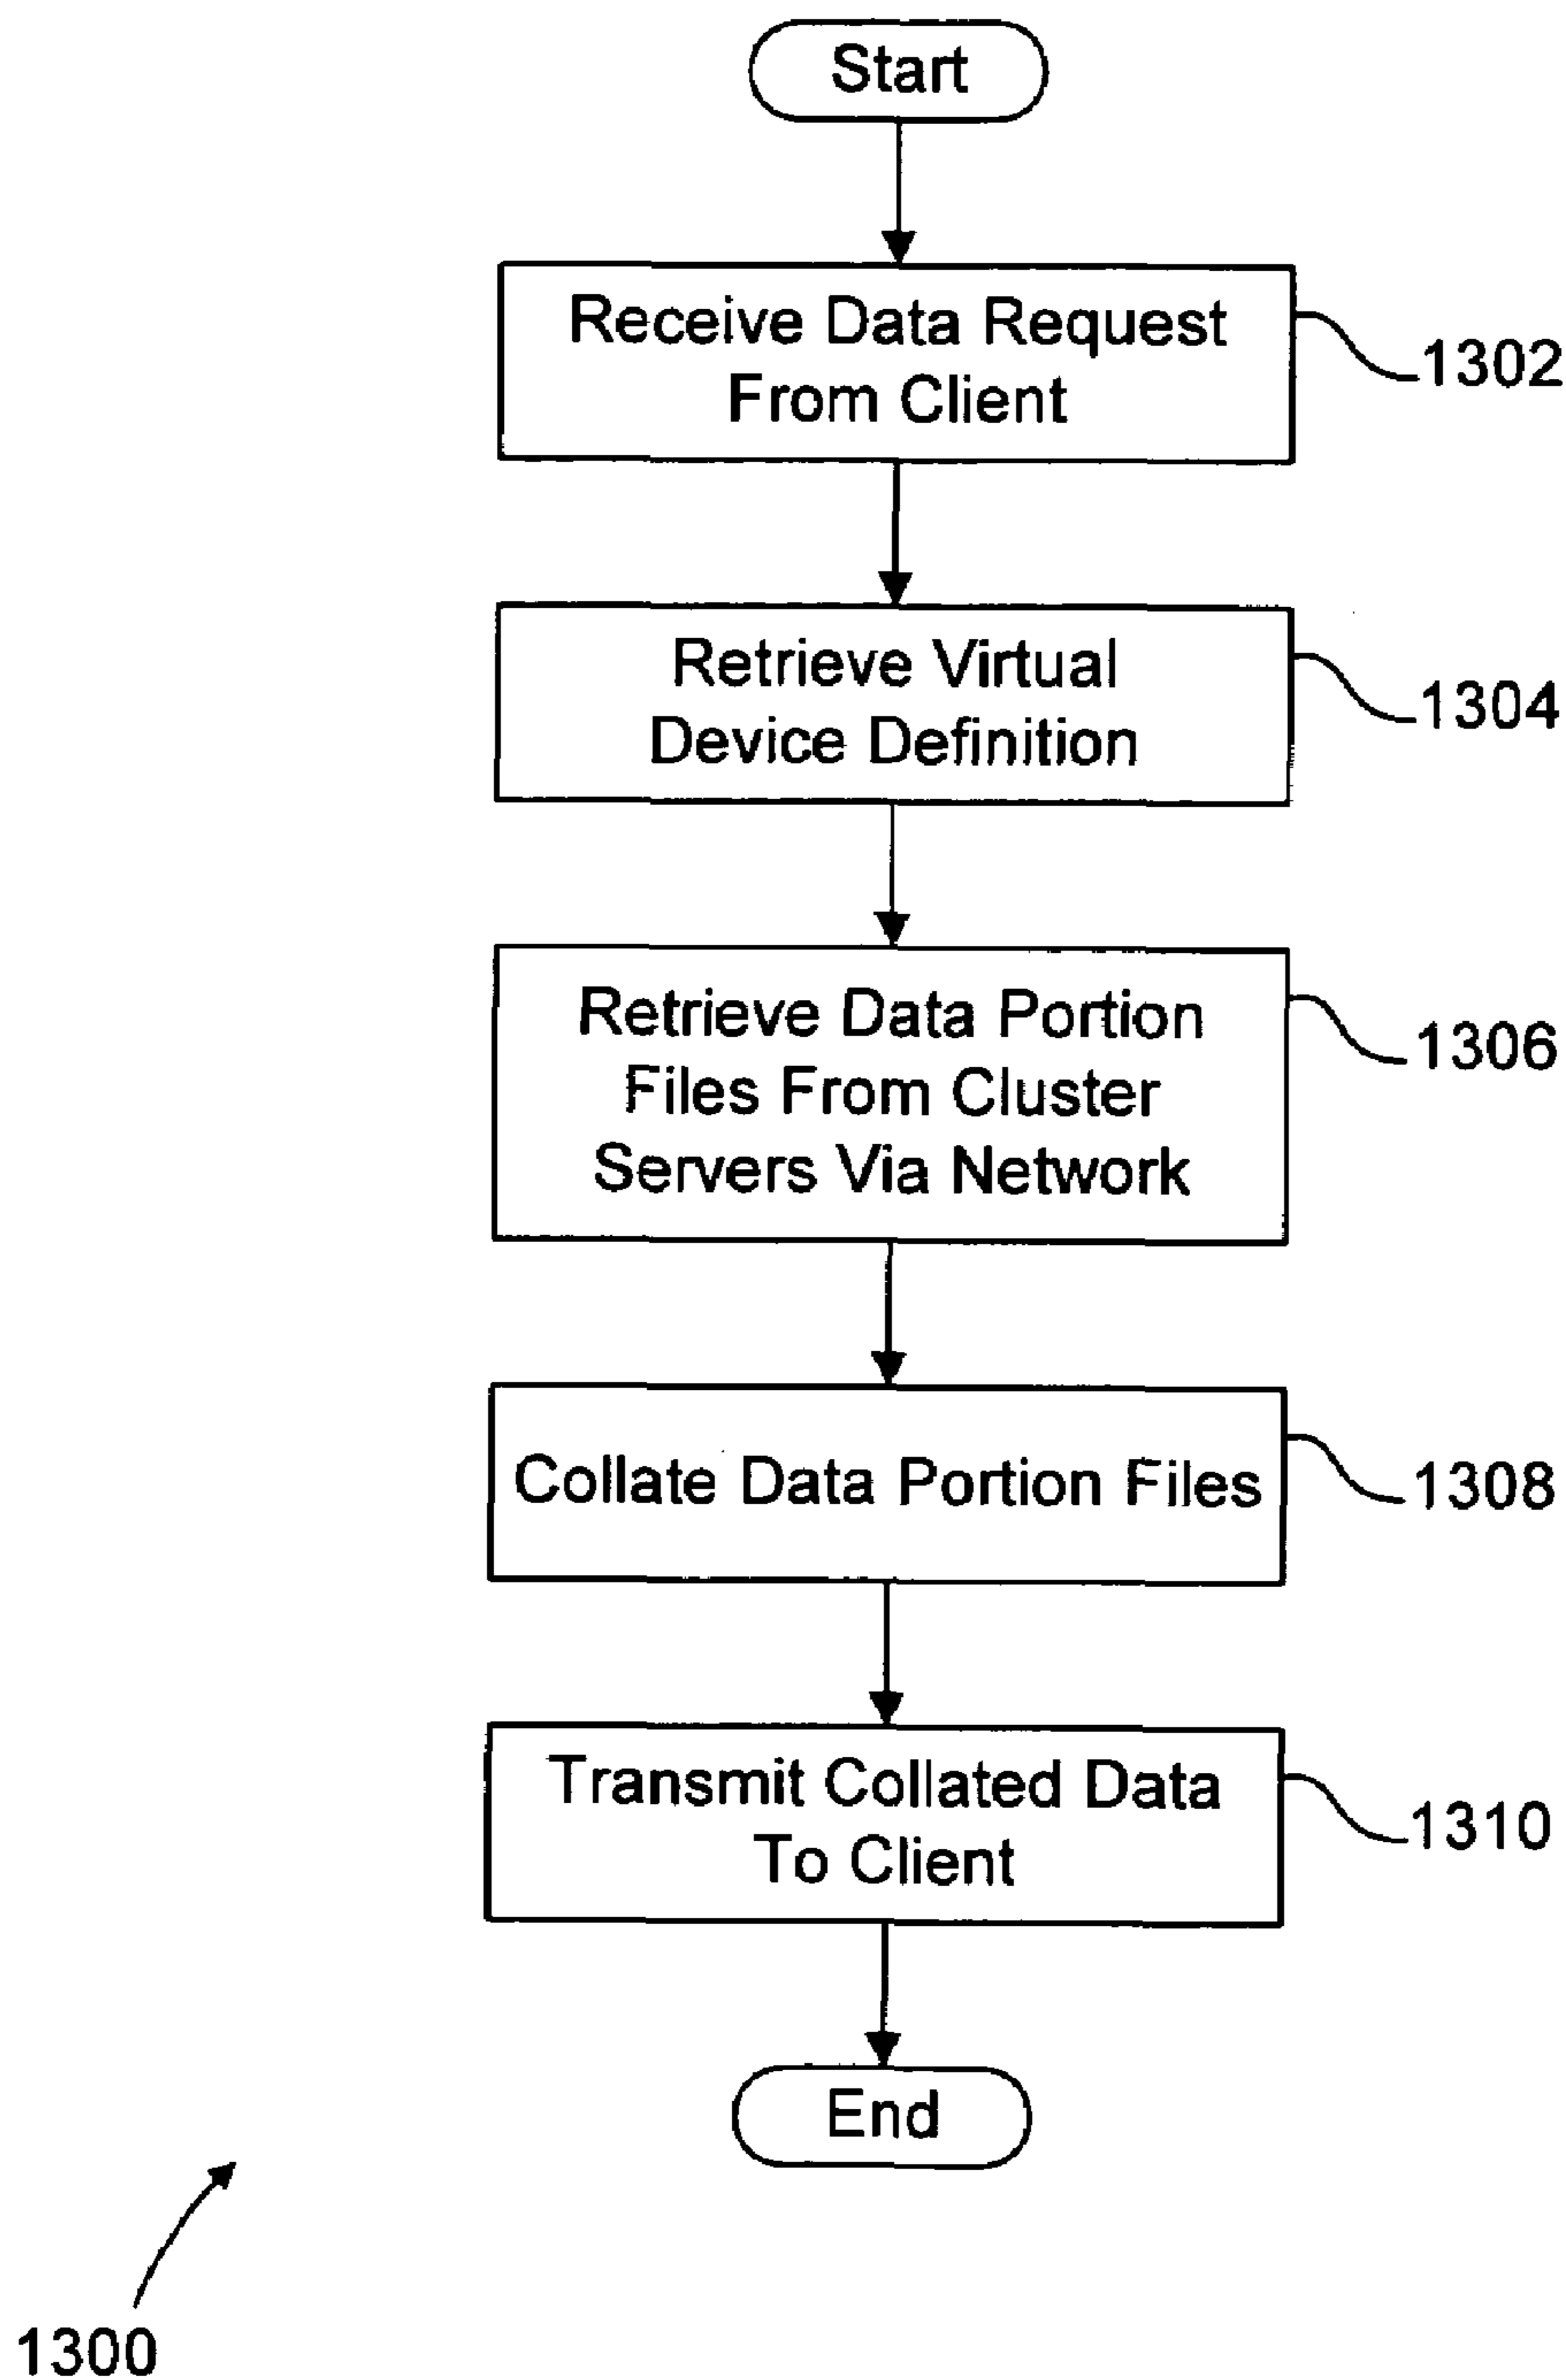 Start
Receive Data Request
From Client
1302
Retrieve Virtual
Device Definition
1304
Retrieve Data Portion
Files From Cluster
Servers Via Network
1306
Collate Data Portion Files
1308
Transmit Collated Data
To Client
1310
End
1300